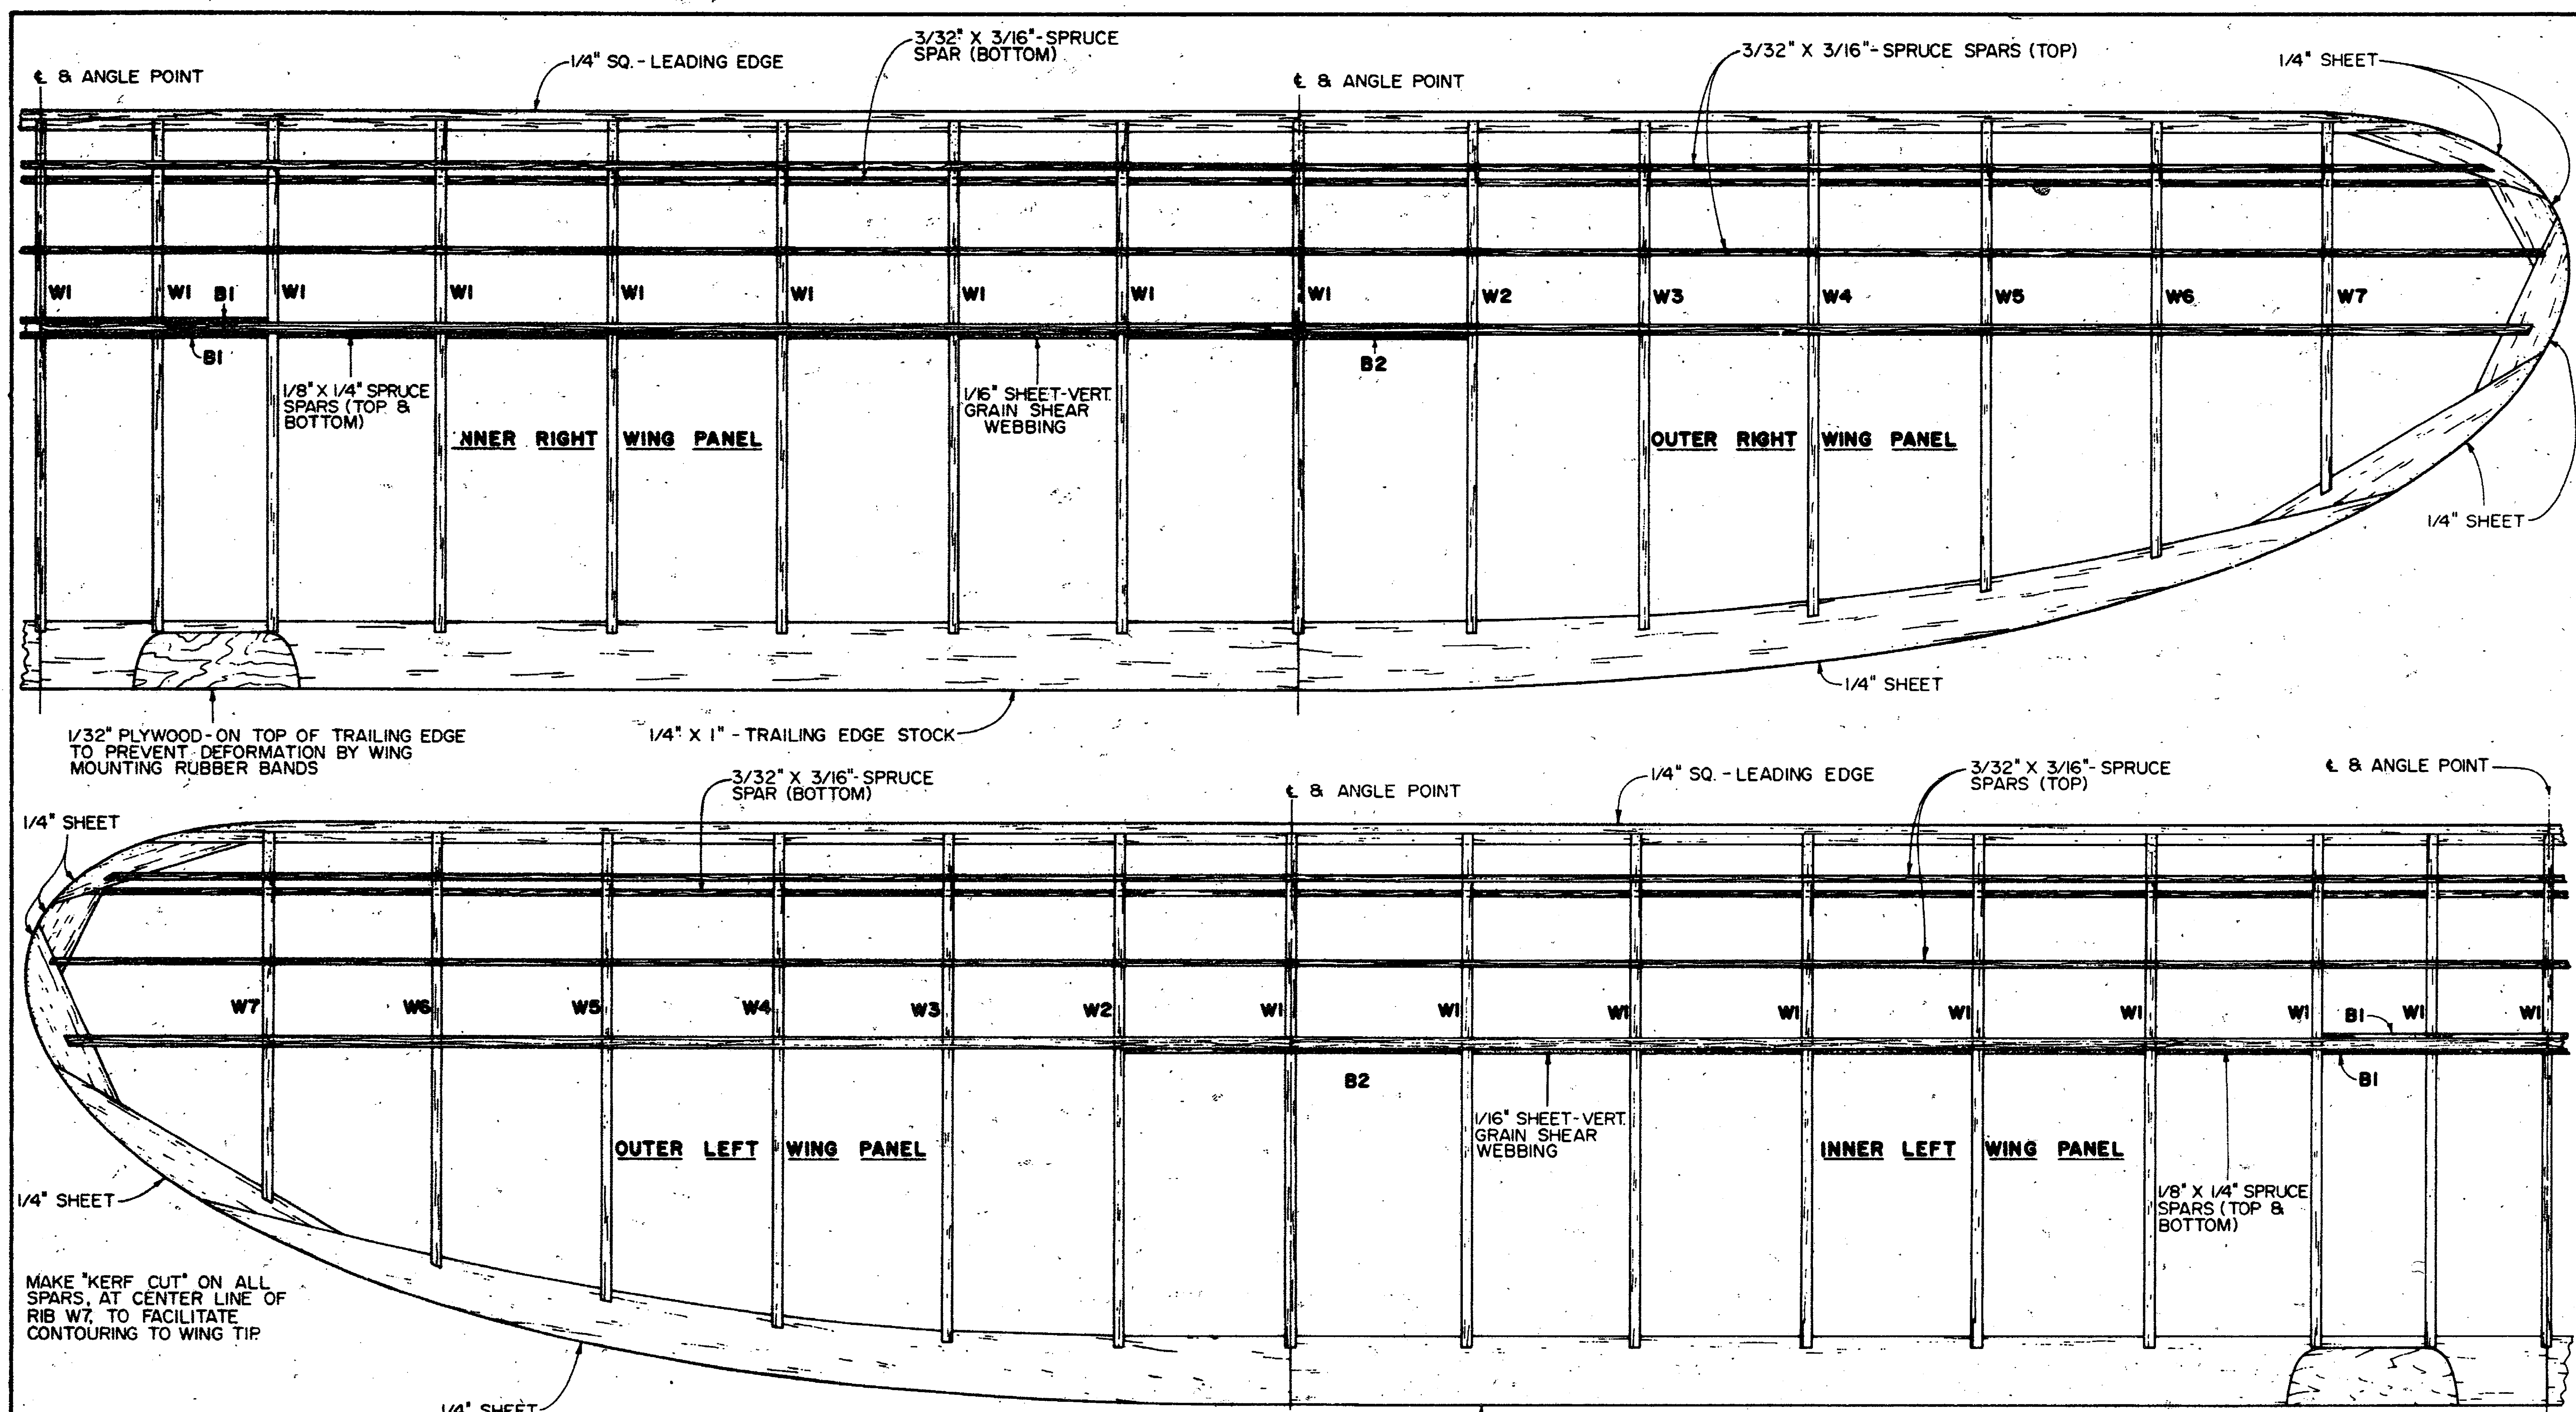 ℄ & ANGLE POINT
1/4" SQ. - LEADING EDGE
3/32" X 3/16"- SPRUCE
SPAR (BOTTOM)
℄ & ANGLE POINT
3/32" X 3/16"- SPRUCE SPARS (TOP)
1/4" SHEET
W1 W1 B1 W1 W1 W1 W1 W1 W1 W1 W2 W3 W4 W5 W6 W7
B1
B2
1/8" X 1/4" SPRUCE
SPARS (TOP &
BOTTOM)
1/16" SHEET-VERT.
GRAIN SHEAR
WEBBING
NNER RIGHT WING PANEL
OUTER RIGHT WING PANEL
1/4" SHEET
1/4" SHEET
1/32" PLYWOOD-ON TOP OF TRAILING EDGE
TO PREVENT DEFORMATION BY WING
MOUNTING RUBBER BANDS
1/4" X 1" - TRAILING EDGE STOCK
3/32" X 3/16"- SPRUCE
SPAR (BOTTOM)
℄ & ANGLE POINT
1/4" SQ. - LEADING EDGE
3/32" X 3/16"- SPRUCE
SPARS (TOP)
℄ & ANGLE POINT
1/4" SHEET
W7 W6 W5 W4 W3 W2 W1 W1 W1 W1 W1 W1 W1 B1 W1 W1
B2
B1
1/16" SHEET-VERT.
GRAIN SHEAR
WEBBING
OUTER LEFT WING PANEL
INNER LEFT WING PANEL
1/8" X 1/4" SPRUCE
SPARS (TOP &
BOTTOM)
1/4" SHEET
MAKE "KERF CUT" ON ALL
SPARS, AT CENTER LINE OF
RIB W7, TO FACILITATE
CONTOURING TO WING TIP.
1/4" SHEET